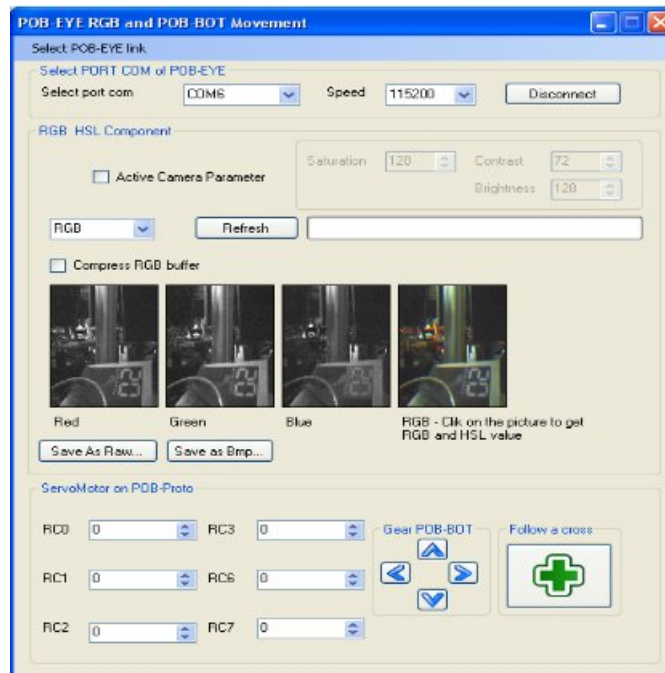 POB-EYE RGB and POB-BOT Movement
Select POB-EYE link
Select PORT COM of POB-EYE
Select port com COM6 Speed 115200 Disconnect
RGB HSL Component
Active Camera Parameter
Saturation 128 Contrast 72
Brightness 128
RGB Refresh
Compress RGB buffer
Red Green Blue RGB - Clik on the picture to get
RGB and HSL value
Save As Raw... Save as Bmp...
ServoMotor on POB-Proto
RC0 0 RC3 0 Gear POB-BOT Follow a cross
RC1 0 RC6 0
RC2 0 RC7 0